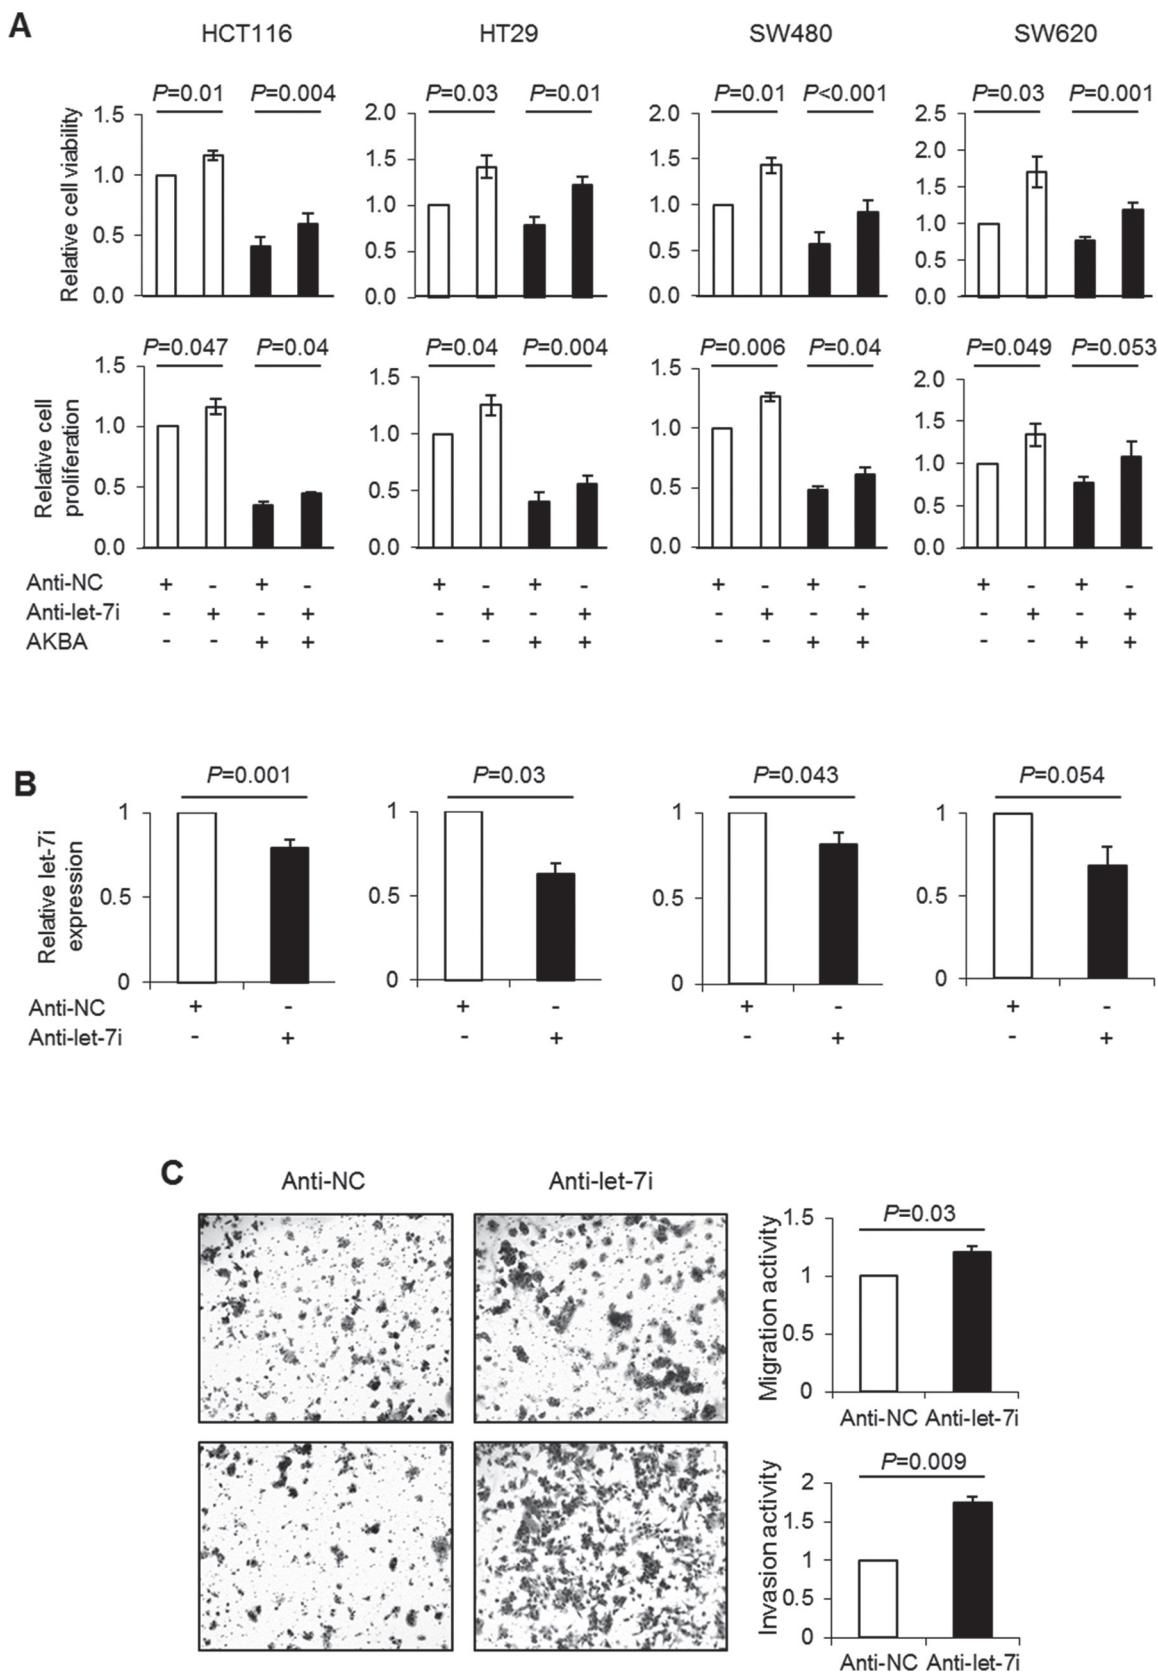 A
HCT116 HT29 SW480 SW620
P=0.01 P=0.004 P=0.03 P=0.01 P=0.01 P<0.001 P=0.03 P=0.001
Relative cell viability
1.5
1.0
0.5
0.0
2.0
1.5
1.0
0.5
0.0
2.0
1.5
1.0
0.5
0.0
2.5
2.0
1.5
1.0
0.5
0.0
P=0.047 P=0.04 P=0.04 P=0.004 P=0.006 P=0.04 P=0.049 P=0.053
Relative cell
proliferation
1.5
1.0
0.5
0.0
1.5
1.0
0.5
0.0
1.5
1.0
0.5
0.0
2.0
1.5
1.0
0.5
0.0
Anti-NC + - + - + - + - + - + - + - + -
Anti-let-7i - + - + - + - + - + - + - + - +
AKBA - - + + - - + + - - + + - - + +
B
P=0.001 P=0.03 P=0.043 P=0.054
Relative let-7i
expression
1
0.5
0
1
0.5
0
1
0.5
0
1
0.5
0
Anti-NC + - + - + - + -
Anti-let-7i - + - + - + - +
C
Anti-NC Anti-let-7i
P=0.03
Migration activity
1.5
1
0.5
0
Anti-NC Anti-let-7i
P=0.009
Invasion activity
2
1.5
1
0.5
0
Anti-NC Anti-let-7i